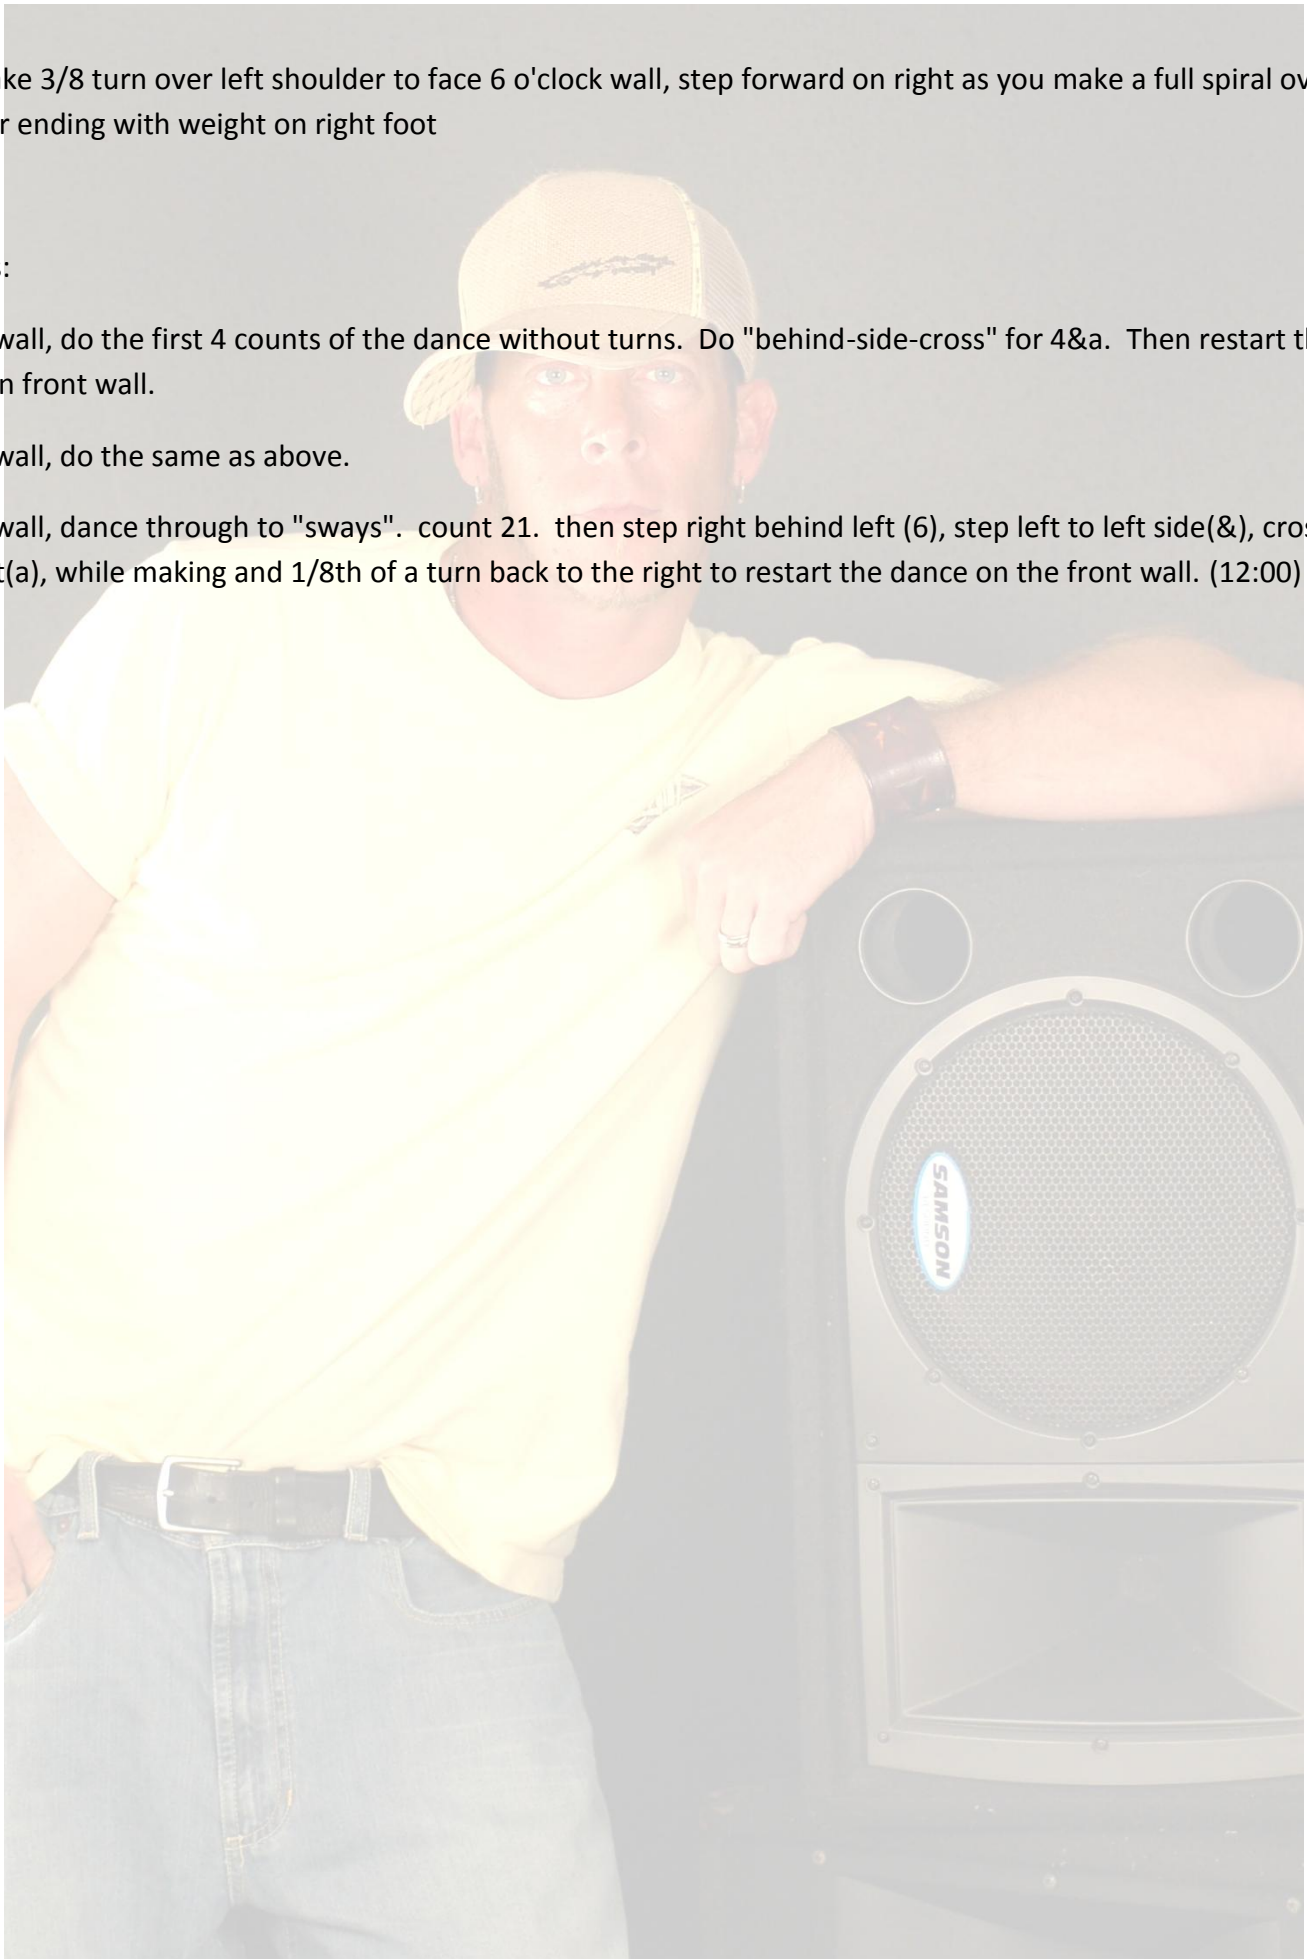 ke 3/8 turn over left shoulder to face 6 o'clock wall, step forward on right as you make a full spiral ov
r ending with weight on right foot
s:
wall, do the first 4 counts of the dance without turns.  Do "behind-side-cross" for 4&a.  Then restart th
n front wall.
wall, do the same as above.
wall, dance through to "sways".  count 21.  then step right behind left (6), step left to left side(&), cros
t(a), while making and 1/8th of a turn back to the right to restart the dance on the front wall. (12:00)
SAMSON